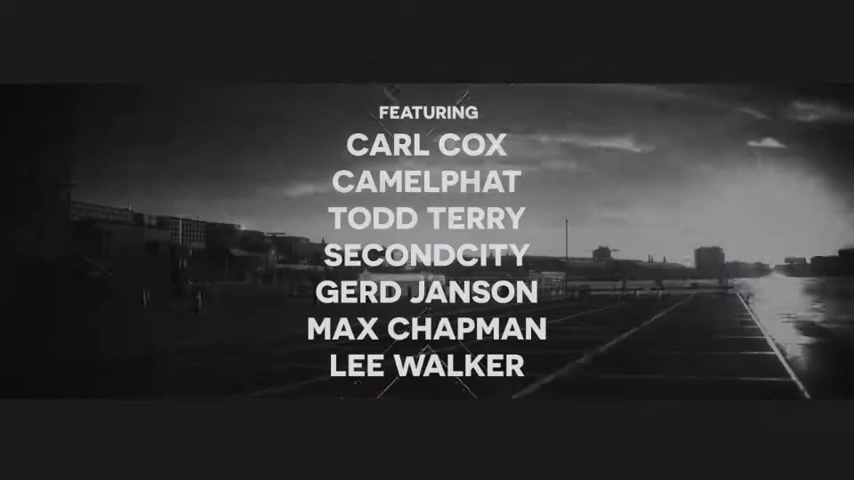 FEATURING
CARL COX
CAMELPHAT
TODD TERRY
SECONDCITY
GERD JANSON
MAX CHAPMAN
LEE WALKER